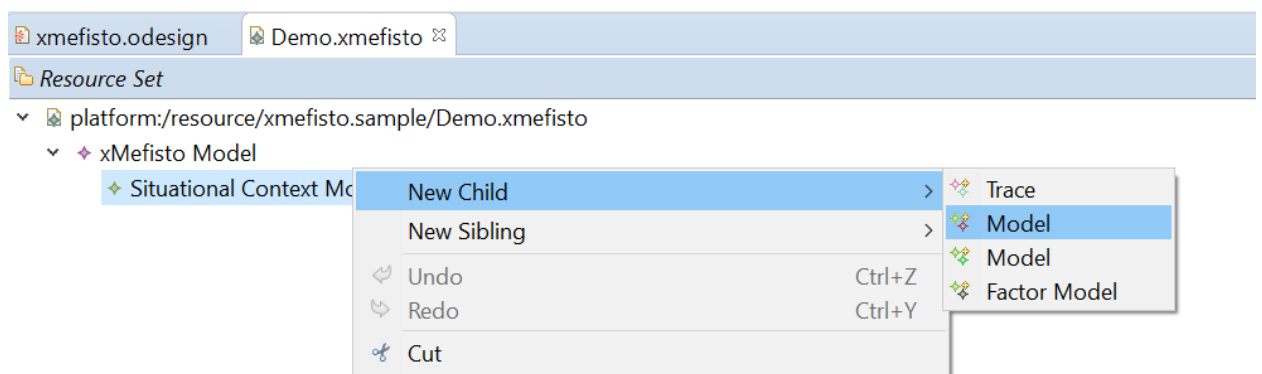 xmefisto.odesign Demo.xmefisto
Resource Set
platform:/resource/xmefisto.sample/Demo.xmefisto
xMefisto Model
Situational Context
New Child
New Sibling
Undo Ctrl+Z
Redo Ctrl+Y
Cut
Trace
Model
Model
Factor Model